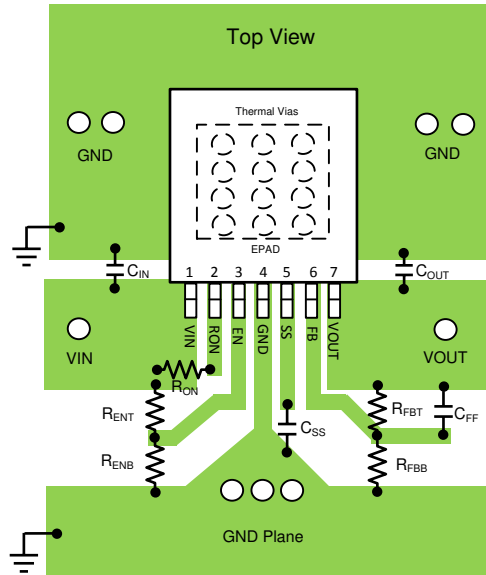 Top View
Thermal Vias
GND
GND
EPAD
CIN
COUT
1 2 3 4 5 6 7
VIN RON EN GND SS FB VOUT
VIN
VOUT
RON
RENT
RFBT
CFF
CSS
RENB
RFBB
GND Plane